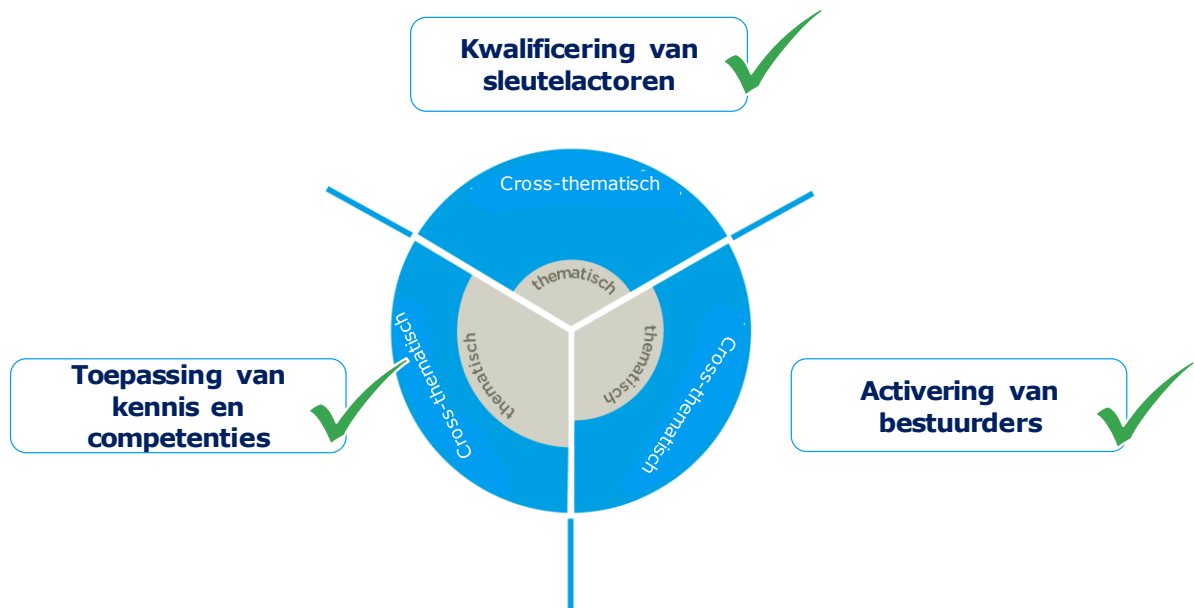 Kwalificering van
sleutelactoren
Cross-thematisch
thematisch
Toepassing van
kennis en
competenties
Cross-thematisch
thematisch
thematisch
Cross-thematisch
Activering van
bestuurders